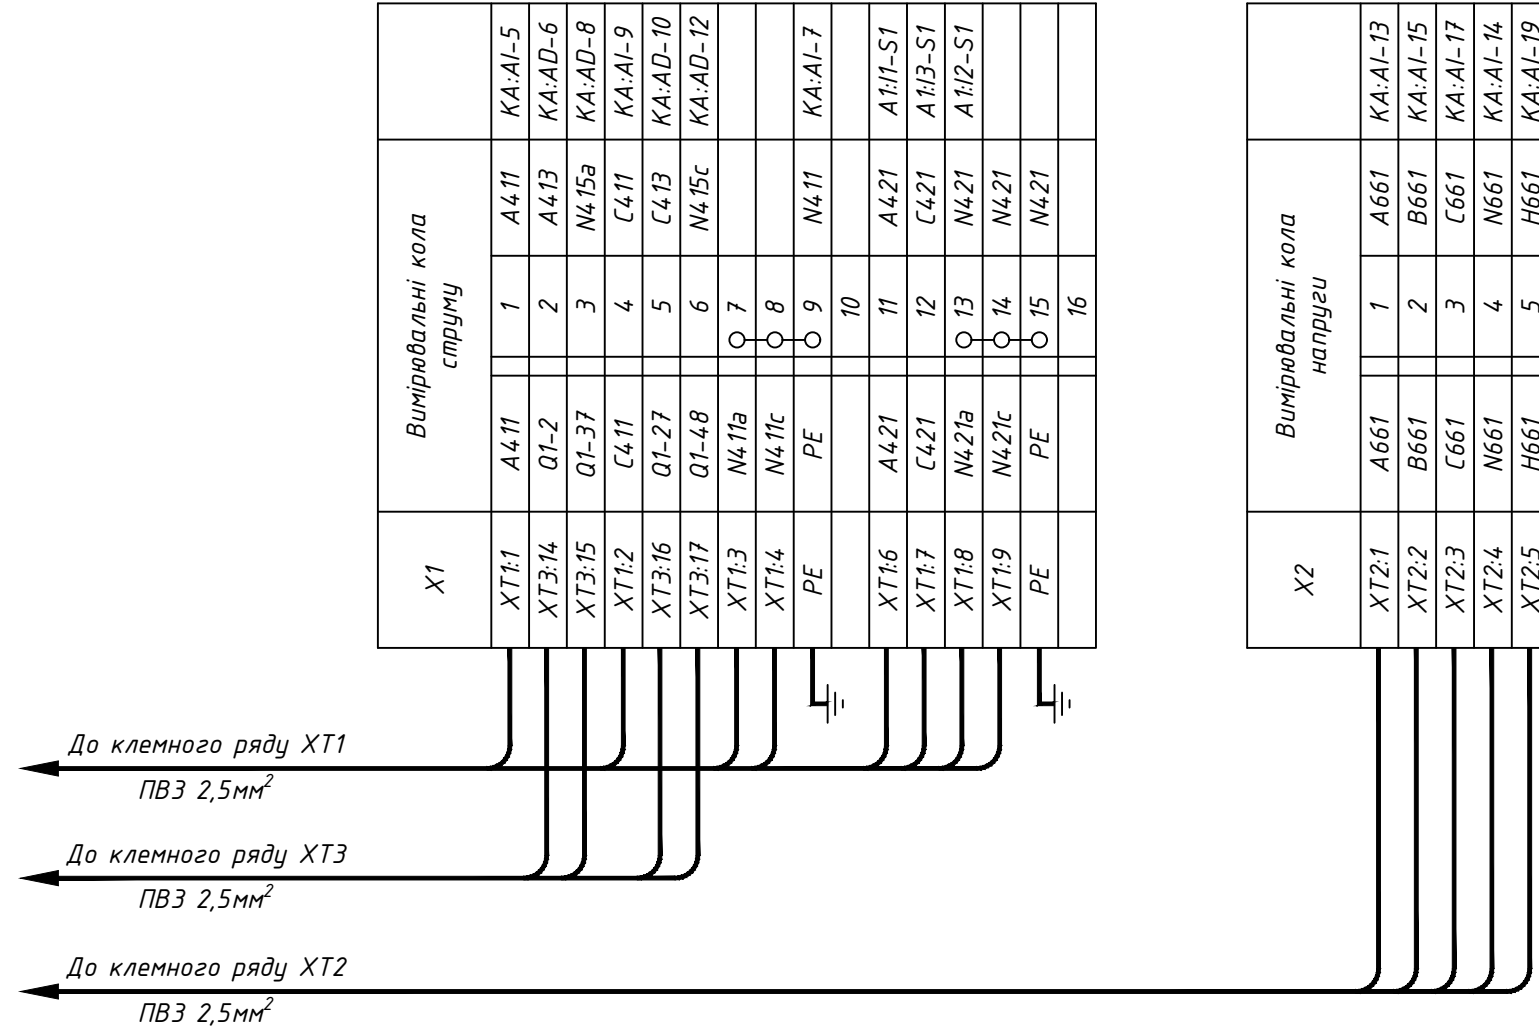 KA:AI-5
KA:AD-6
KA:AD-8
KA:AI-9
KA:AD-10
KA:AD-12
KA:AI-7
A1:I1-S1
A1:I3-S1
A1:I2-S1
Вимірювальні кола
струму
A411
A413
N415a
C411
C413
N415c
N411
A421
C421
N421
N421
N421
1
2
3
4
5
6
7
8
9
10
11
12
13
14
15
16
A411
Q1-2
Q1-37
C411
Q1-27
Q1-48
N411a
N411c
PE
A421
C421
N421a
N421c
PE
X1
XT1:1
XT3:14
XT3:15
XT1:2
XT3:16
XT3:17
XT1:3
XT1:4
PE
XT1:6
XT1:7
XT1:8
XT1:9
PE
KA:AI-13
KA:AI-15
KA:AI-17
KA:AI-14
KA:AI-19
Вимірювальні кола
напруги
A661
B661
C661
N661
H661
1
2
3
4
5
A661
B661
C661
N661
H661
X2
XT2:1
XT2:2
XT2:3
XT2:4
XT2:5
До клемного ряду XT1
ПВ3 2,5мм²
До клемного ряду XT3
ПВ3 2,5мм²
До клемного ряду XT2
ПВ3 2,5мм²